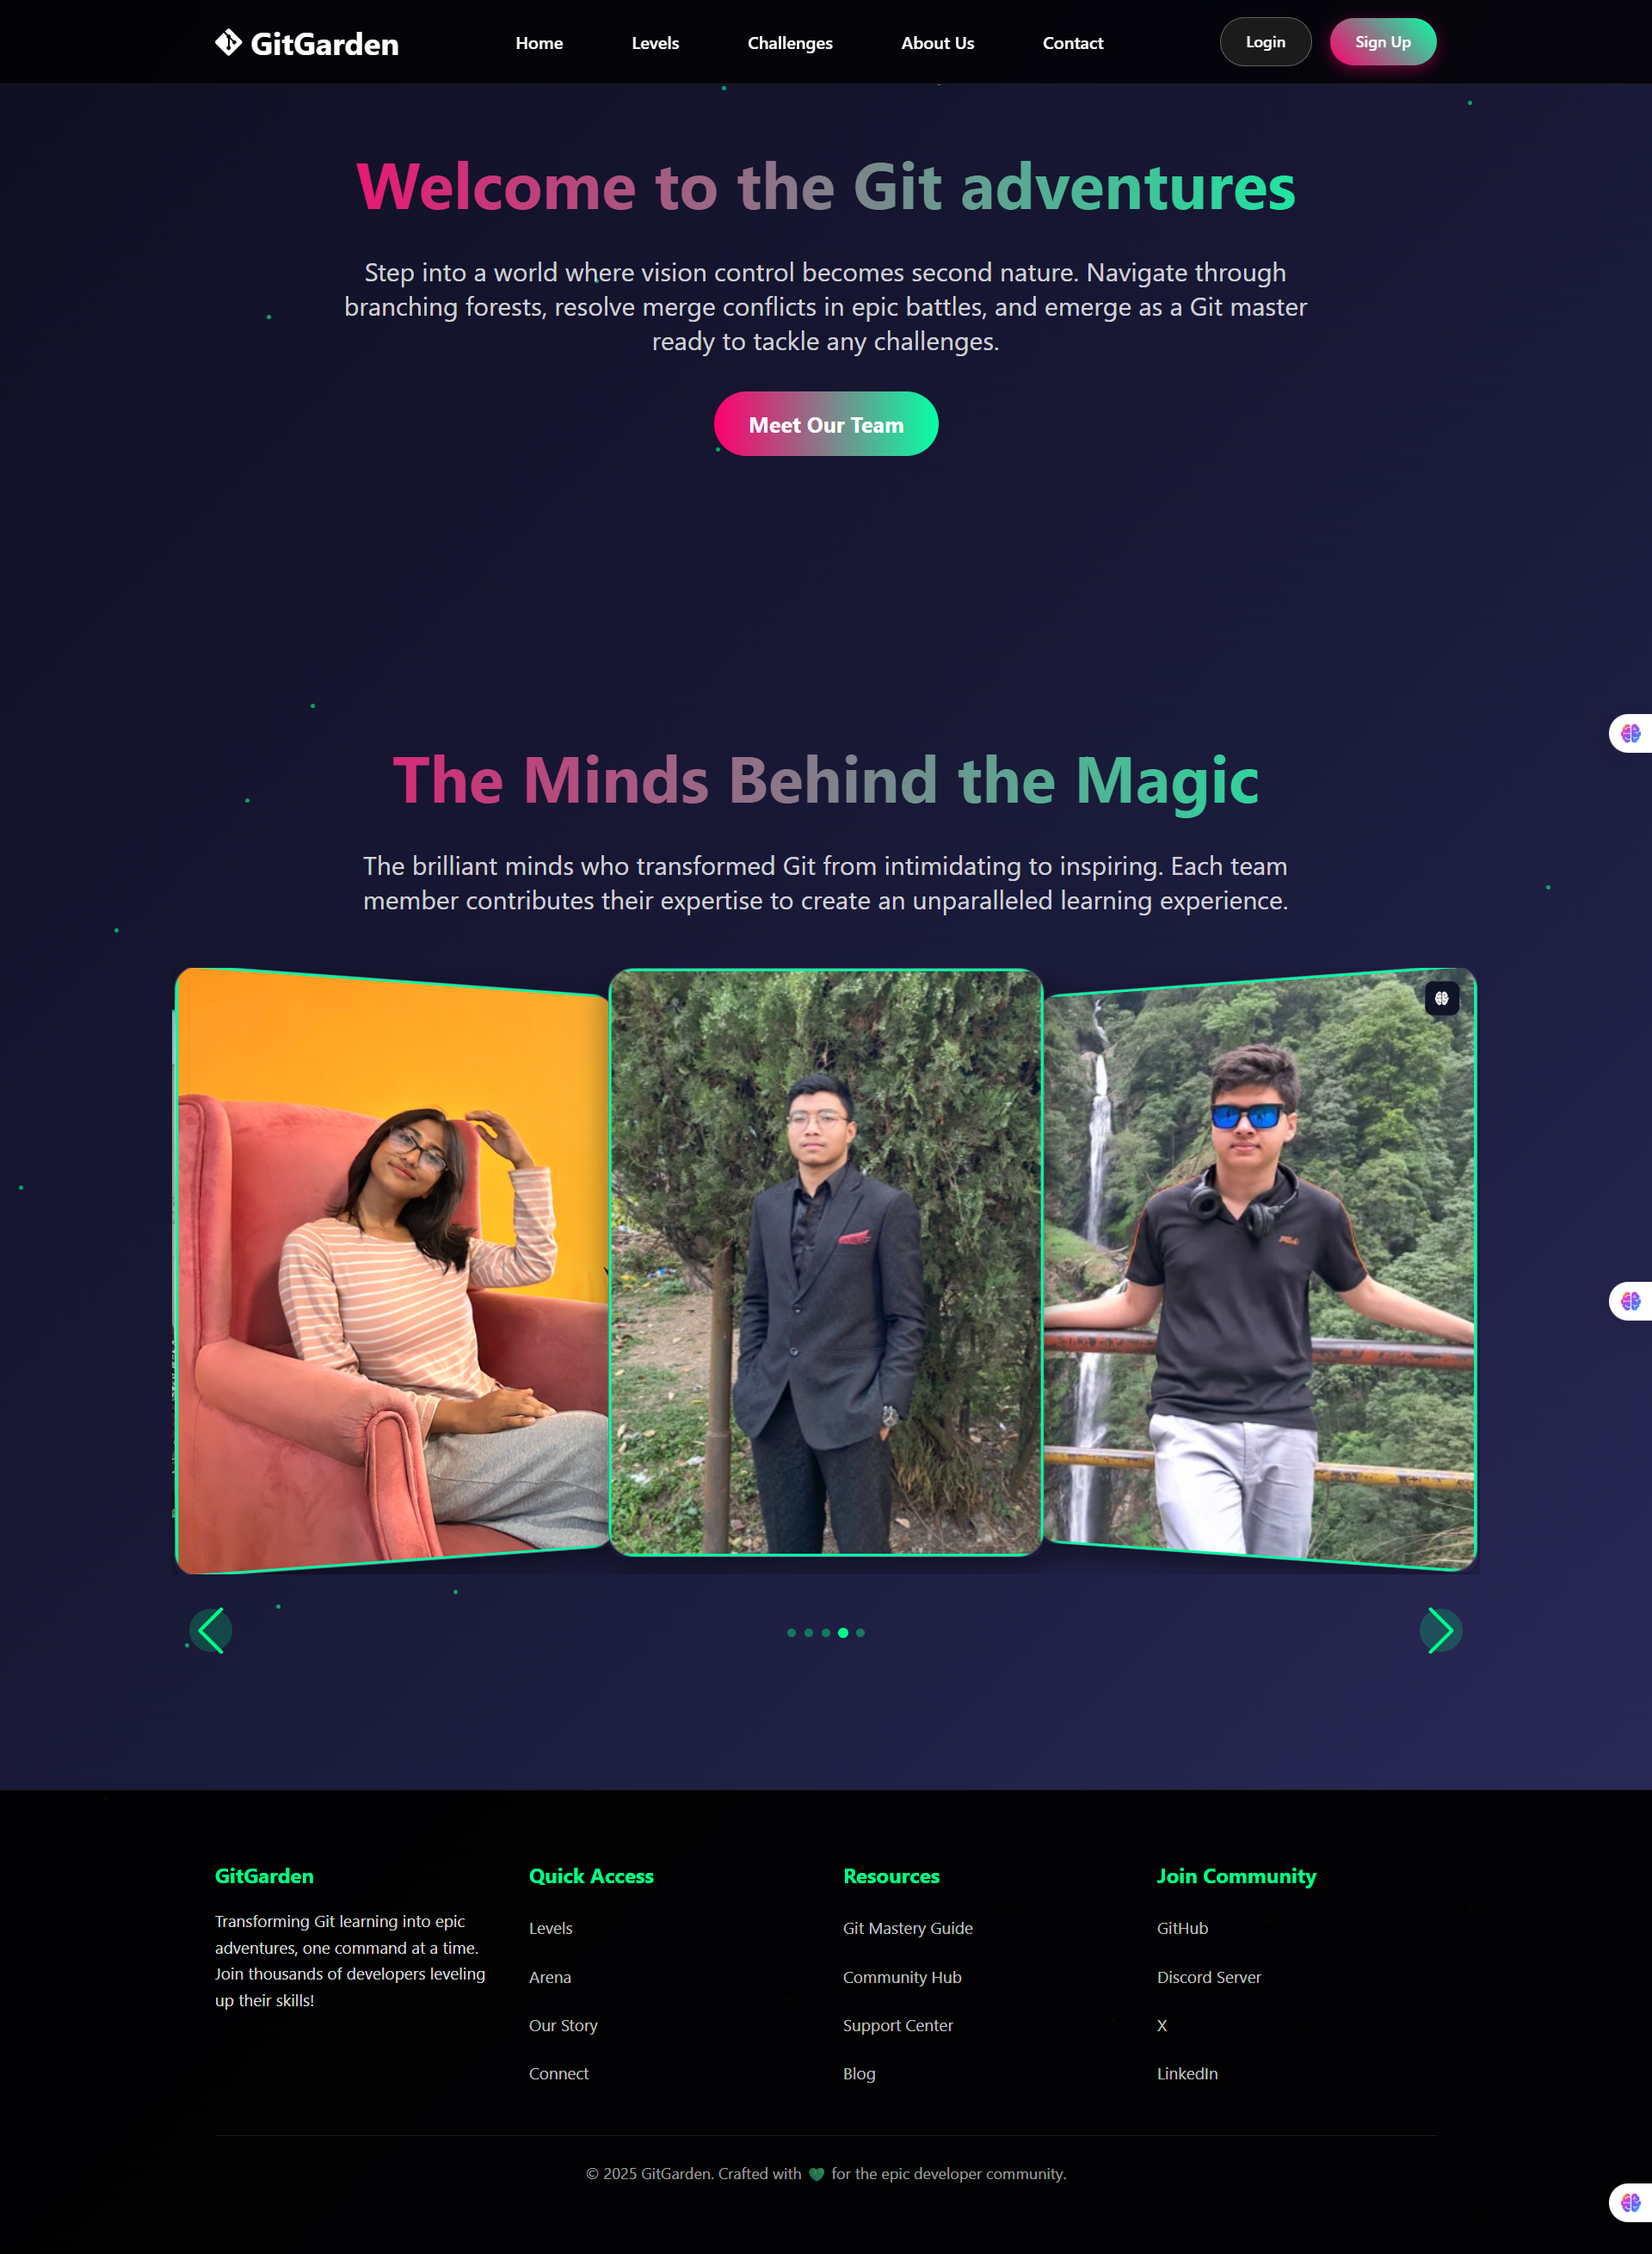 GitGarden
Home
Levels
Challenges
About Us
Contact
Login
Sign Up
Welcome to the Git adventures
Step into a world where vision control becomes second nature. Navigate through
branching forests, resolve merge conflicts in epic battles, and emerge as a Git master
ready to tackle any challenges.
Meet Our Team
The Minds Behind the Magic
The brilliant minds who transformed Git from intimidating to inspiring. Each team
member contributes their expertise to create an unparalleled learning experience.
GitGarden
Transforming Git learning into epic
adventures, one command at a time.
Join thousands of developers leveling
up their skills!
Quick Access
Levels
Arena
Our Story
Connect
Resources
Git Mastery Guide
Community Hub
Support Center
Blog
Join Community
GitHub
Discord Server
X
LinkedIn
© 2025 GitGarden. Crafted with 💚 for the epic developer community.